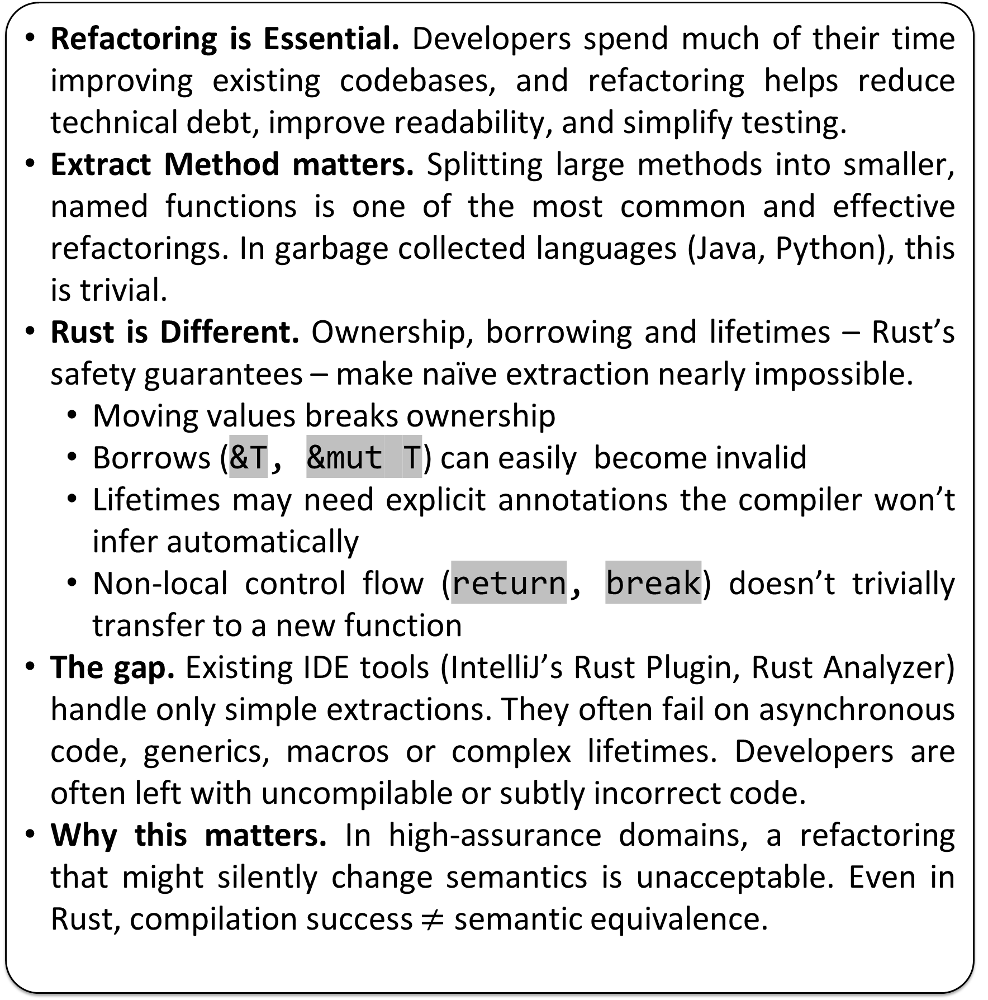 • Refactoring is Essential. Developers spend much of their time
improving existing codebases, and refactoring helps reduce
technical debt, improve readability, and simplify testing.
• Extract Method matters. Splitting large methods into smaller,
named functions is one of the most common and effective
refactorings. In garbage collected languages (Java, Python), this
is trivial.
• Rust is Different. Ownership, borrowing and lifetimes – Rust’s
safety guarantees – make naïve extraction nearly impossible.
• Moving values breaks ownership
• Borrows (&T, &mut T) can easily become invalid
• Lifetimes may need explicit annotations the compiler won’t
infer automatically
• Non-local control flow (return, break) doesn’t trivially
transfer to a new function
• The gap. Existing IDE tools (IntelliJ’s Rust Plugin, Rust Analyzer)
handle only simple extractions. They often fail on asynchronous
code, generics, macros or complex lifetimes. Developers are
often left with uncompilable or subtly incorrect code.
• Why this matters. In high-assurance domains, a refactoring
that might silently change semantics is unacceptable. Even in
Rust, compilation success ≠ semantic equivalence.